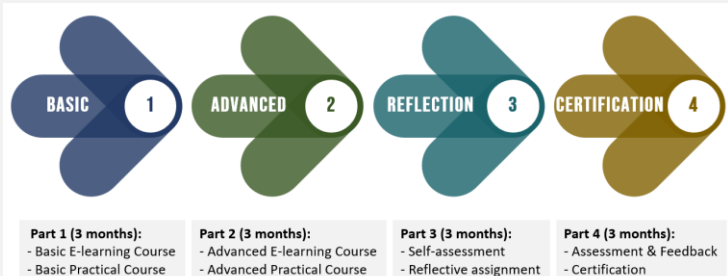 BASIC 1
ADVANCED 2
REFLECTION 3
CERTIFICATION 4
Part 1 (3 months):
- Basic E-learning Course
- Basic Practical Course
Part 2 (3 months):
- Advanced E-learning Course
- Advanced Practical Course
Part 3 (3 months):
- Self-assessment
- Reflective assignment
Part 4 (3 months):
- Assessment & Feedback
- Certification